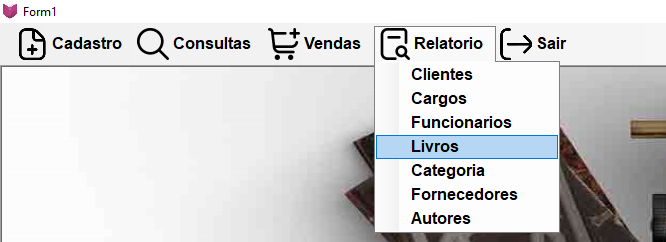 Form1
Cadastro Consultas Vendas Relatorio Sair
Clientes
Cargos
Funcionarios
Livros
Categoria
Fornecedores
Autores